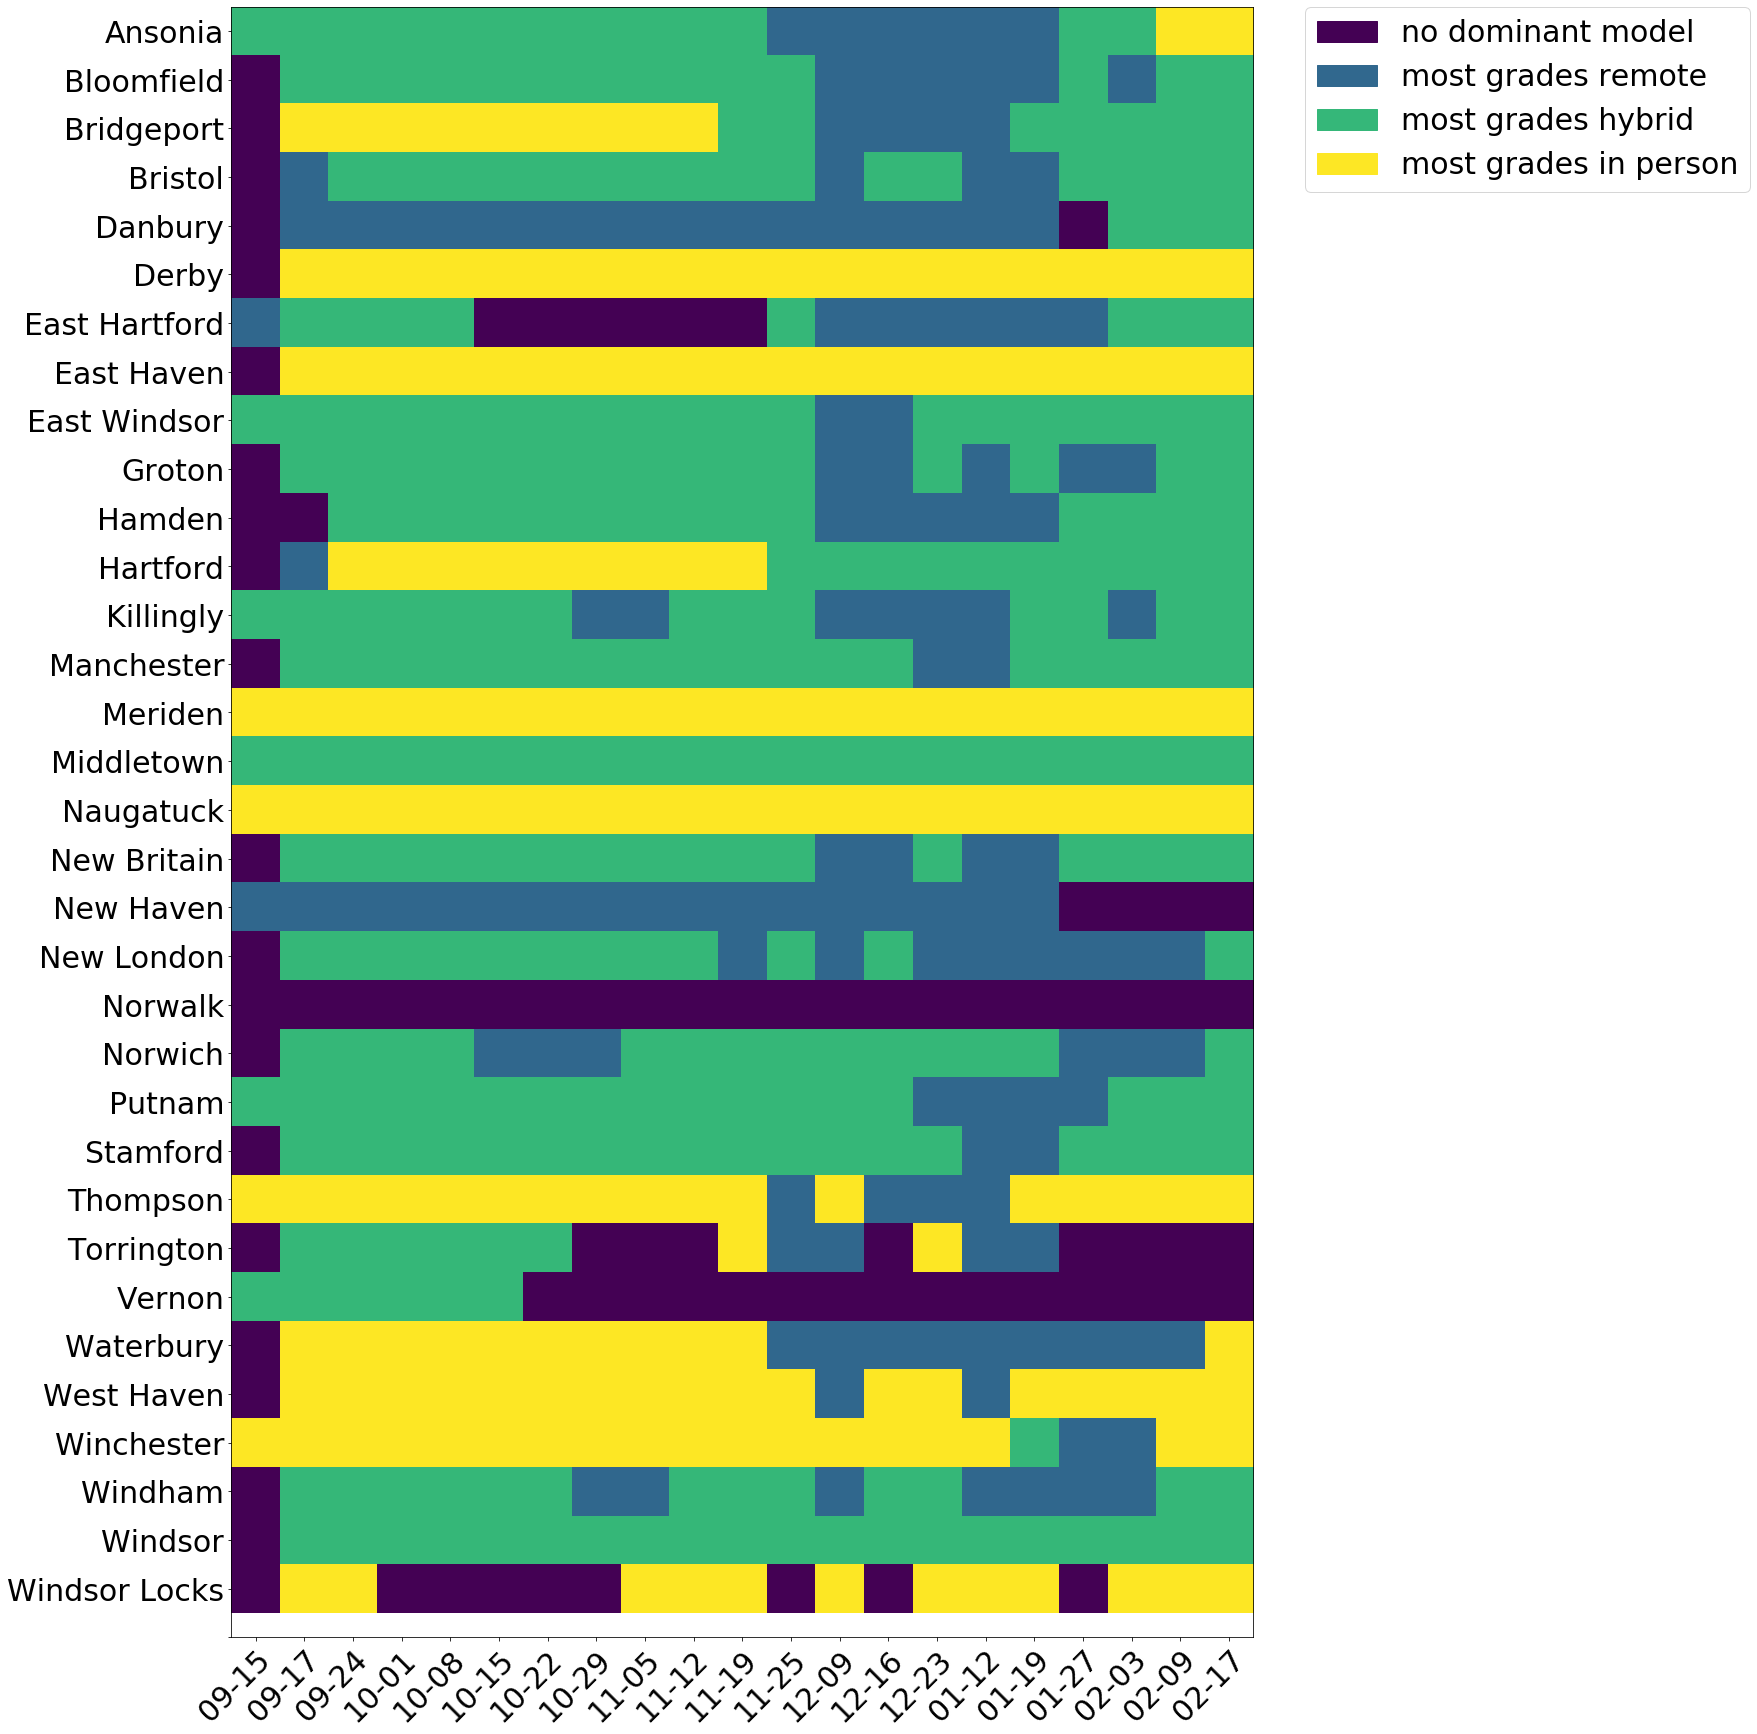 Ansonia
Bloomfield
Bridgeport
Bristol
Danbury
Derby
East Hartford
East Haven
East Windsor
Groton
Hamden
Hartford
Killingly
Manchester
Meriden
Middletown
Naugatuck
New Britain
New Haven
New London
Norwalk
Norwich
Putnam
Stamford
Thompson
Torrington
Vernon
Waterbury
West Haven
Winchester
Windham
Windsor
Windsor Locks
09-15
09-17
09-24
10-01
10-08
10-15
10-22
10-29
11-05
11-12
11-19
11-25
12-09
12-16
12-23
01-12
01-19
01-27
02-03
02-09
02-17
no dominant model
most grades remote
most grades hybrid
most grades in person